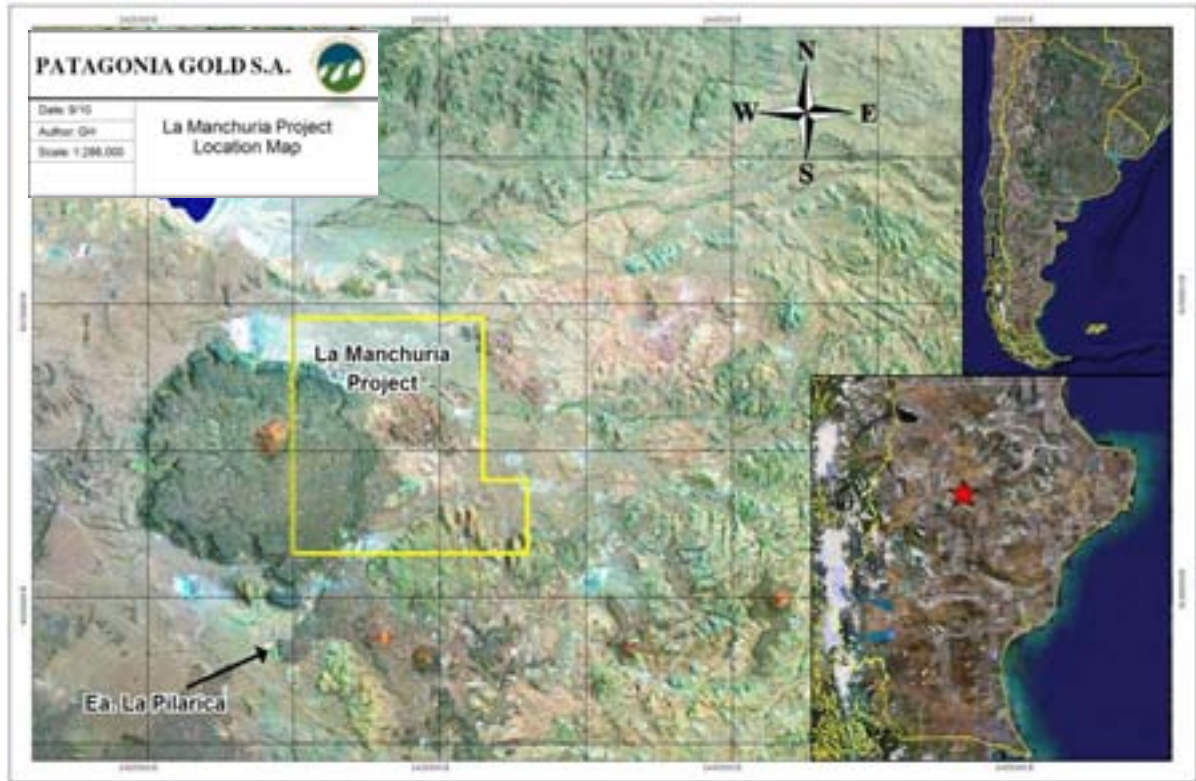 PATAGONIA GOLD S.A.
Date: 9/10
Author: GH
Scale: 1:286,000
La Manchuria Project
Location Map
N
W
E
S
La Manchuria
Project
Ea. La Pilarica